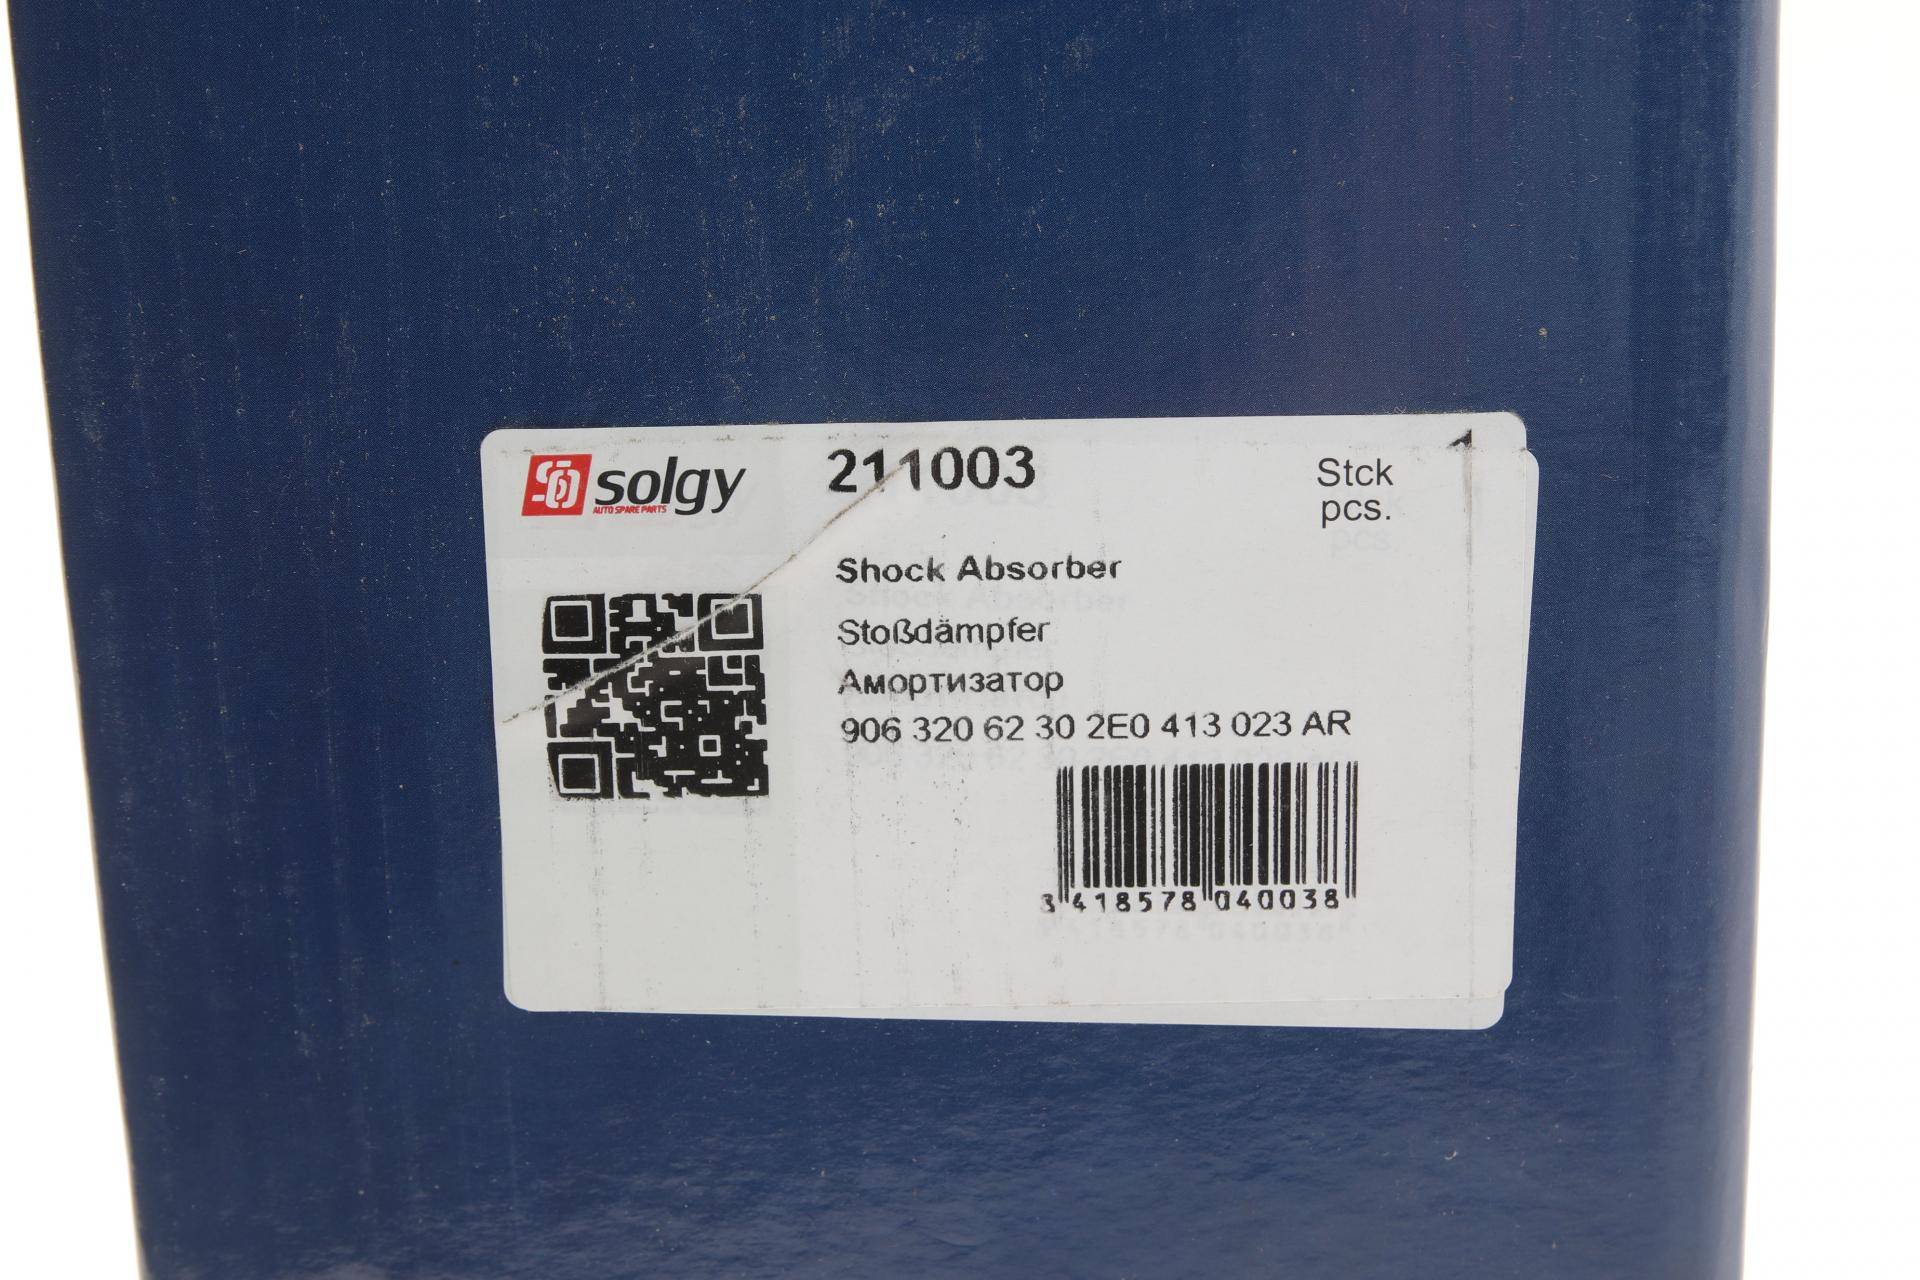 solgy
AUTO SPARE PARTS
211003
1
Stck
pcs.
Shock Absorber
Stoßdämpfer
Амортизатор
906 320 62 30 2E0 413 023 AR
3 418578 040038